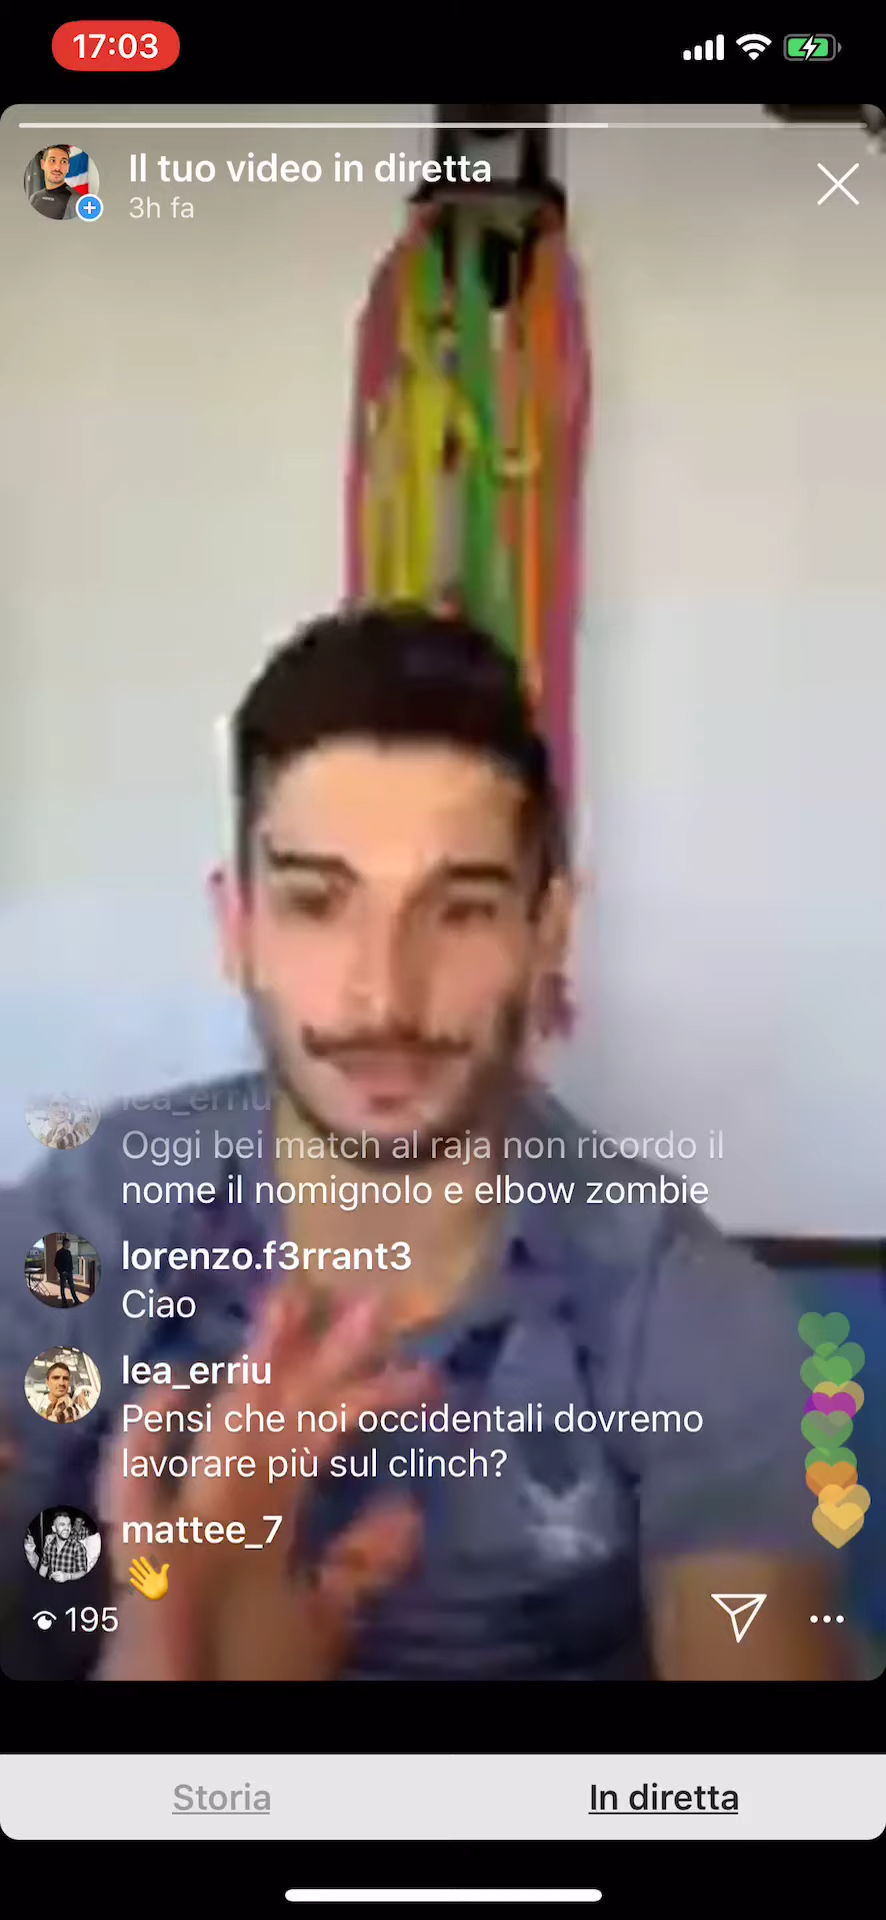 17:03
Il tuo video in diretta
3h fa
lea_erriu
Oggi bei match al raja non ricordo il
nome il nomignolo e elbow zombie
lorenzo.f3rrant3
Ciao
lea_erriu
Pensi che noi occidentali dovremo
lavorare più sul clinch?
mattee_7
👋
195
Storia
In diretta